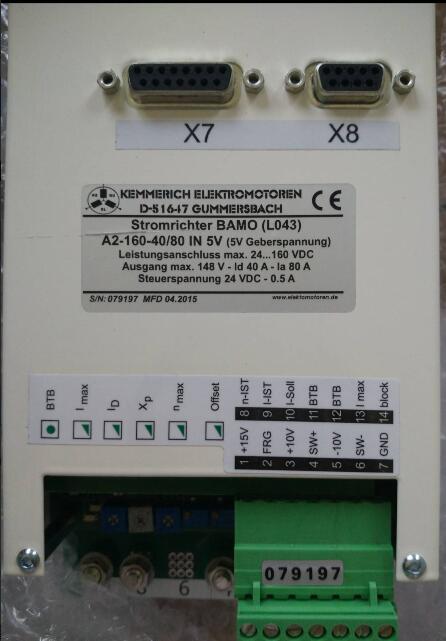 X7 X8
KEMMERICH ELEKTROMOTOREN
D-51647 GUMMERSBACH
CE
Stromrichter BAMO (L043)
A2-160-40/80 IN 5V (5V Geberspannung)
Leistungsanschluss max. 24...160 VDC
Ausgang max. 148 V - Id 40 A - Ia 80 A
Steuerspannung 24 VDC - 0.5 A
S/N: 079197 MFD 04.2015 www.elektromotoren.de
BTB I max ID Xp n max Offset
8 n-IST 9 I-IST 10 I-Soll 11 BTB 12 BTB 13 I max 14 block
1 +15V 2 FRG 3 +10V 4 SW+ 5 -10V 6 SW- 7 GND
6
079197